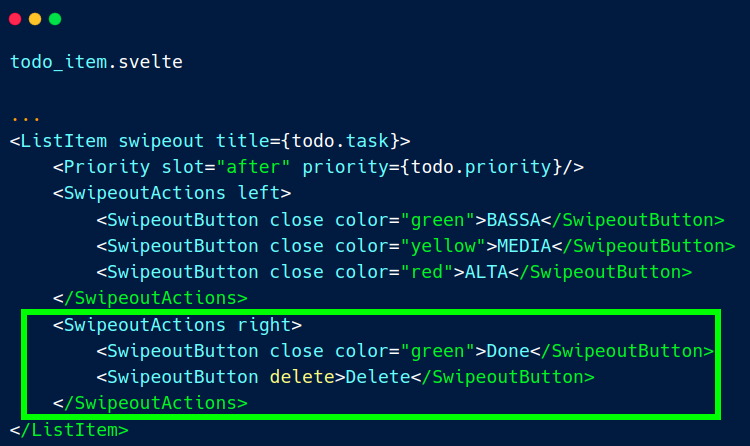 todo_item.svelte
...
<ListItem swipeout title={todo.task}>
<Priority slot="after" priority={todo.priority}/>
<SwipeoutActions left>
<SwipeoutButton close color="green">BASSA</SwipeoutButton>
<SwipeoutButton close color="yellow">MEDIA</SwipeoutButton>
<SwipeoutButton close color="red">ALTA</SwipeoutButton>
</SwipeoutActions>
<SwipeoutActions right>
<SwipeoutButton close color="green">Done</SwipeoutButton>
<SwipeoutButton delete>Delete</SwipeoutButton>
</SwipeoutActions>
</ListItem>